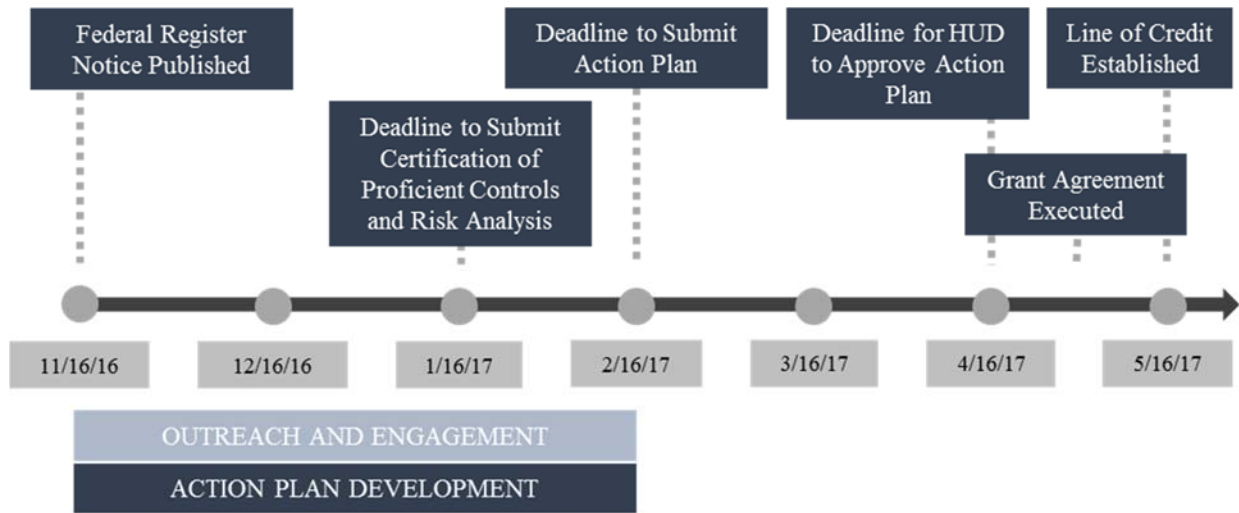 Federal Register
Notice Published
Deadline to Submit
Certification of
Proficient Controls
and Risk Analysis
Deadline to Submit
Action Plan
Deadline for HUD
to Approve Action
Plan
Grant Agreement
Executed
Line of Credit
Established
11/16/16
12/16/16
1/16/17
2/16/17
3/16/17
4/16/17
5/16/17
OUTREACH AND ENGAGEMENT
ACTION PLAN DEVELOPMENT